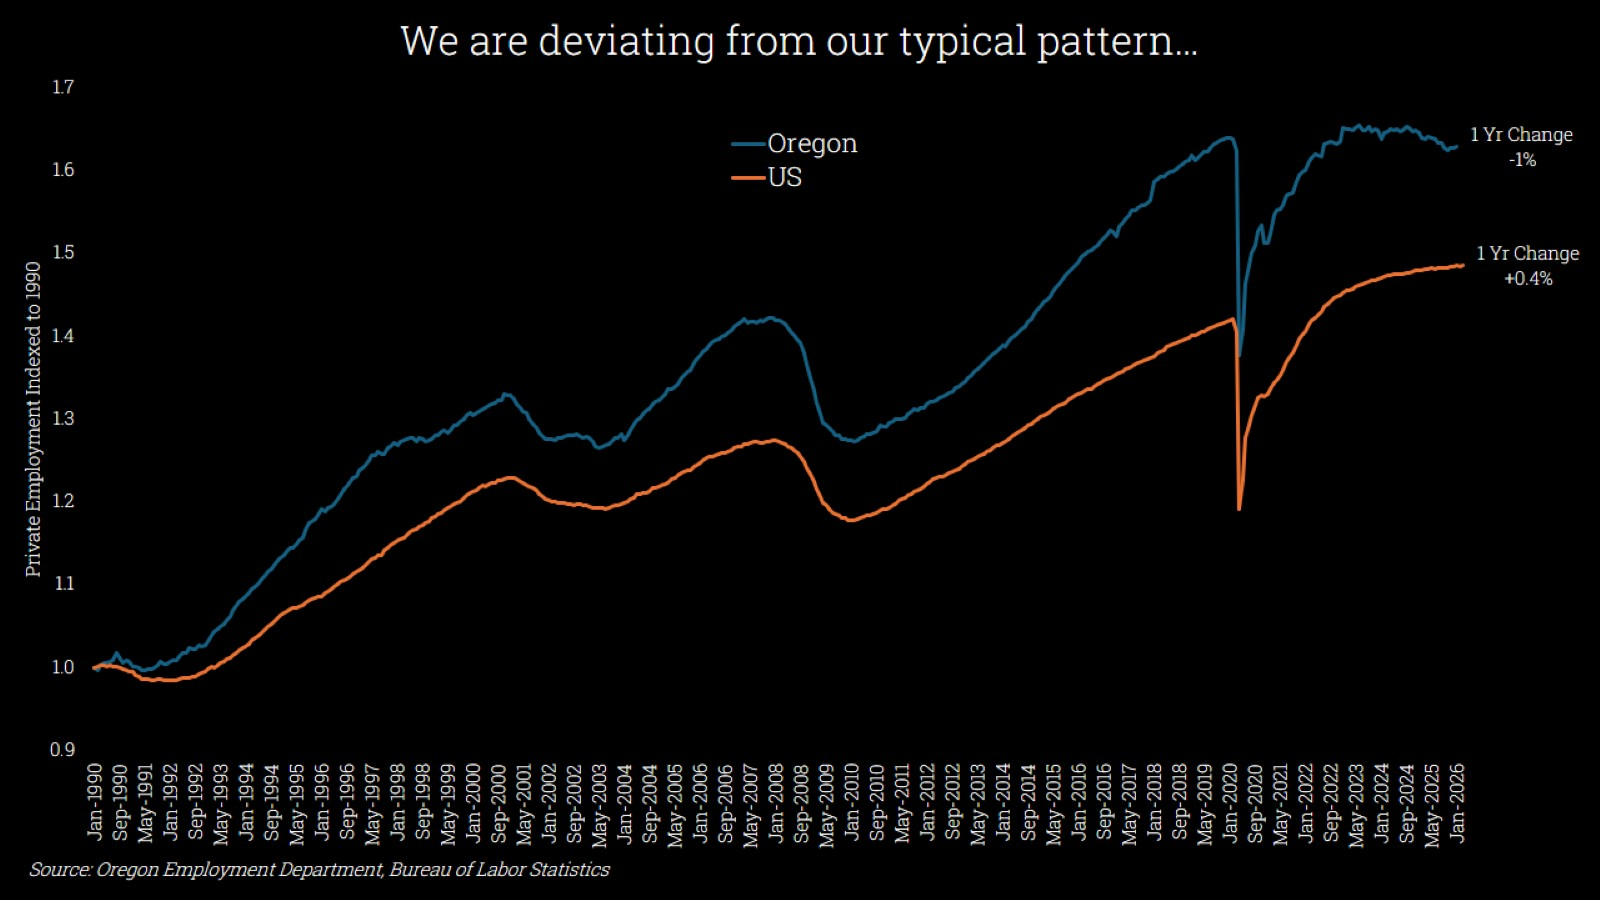 We are deviating from our typical pattern...
Private Employment Indexed to 1990
1.7
1.6
1.5
1.4
1.3
1.2
1.1
1.0
0.9
Oregon
US
1 Yr Change
-1%
1 Yr Change
+0.4%
Jan-1990
Sep-1990
May-1991
Jan-1992
Sep-1992
May-1993
Jan-1994
Sep-1994
May-1995
Jan-1996
Sep-1996
May-1997
Jan-1998
Sep-1998
May-1999
Jan-2000
Sep-2000
May-2001
Jan-2002
Sep-2002
May-2003
Jan-2004
Sep-2004
May-2005
Jan-2006
Sep-2006
May-2007
Jan-2008
Sep-2008
May-2009
Jan-2010
Sep-2010
May-2011
Jan-2012
Sep-2012
May-2013
Jan-2014
Sep-2014
May-2015
Jan-2016
Sep-2016
May-2017
Jan-2018
Sep-2018
May-2019
Jan-2020
Sep-2020
May-2021
Jan-2022
Sep-2022
May-2023
Jan-2024
Sep-2024
May-2025
Jan-2026
Source: Oregon Employment Department, Bureau of Labor Statistics